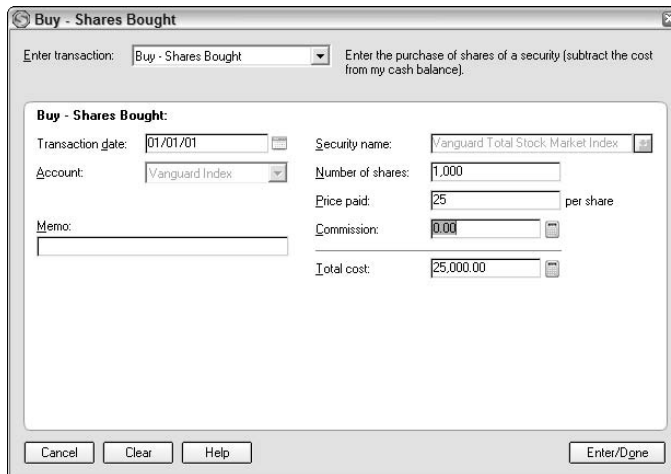 Buy - Shares Bought
Enter transaction: Buy - Shares Bought
Enter the purchase of shares of a security (subtract the cost
from my cash balance).
Buy - Shares Bought:
Transaction date: 01/01/01
Account: Vanguard Index
Memo:
Security name: Vanguard Total Stock Market Index
Number of shares: 1,000
Price paid: 25 per share
Commission: 0.00
Total cost: 25,000.00
Cancel Clear Help Enter/Done